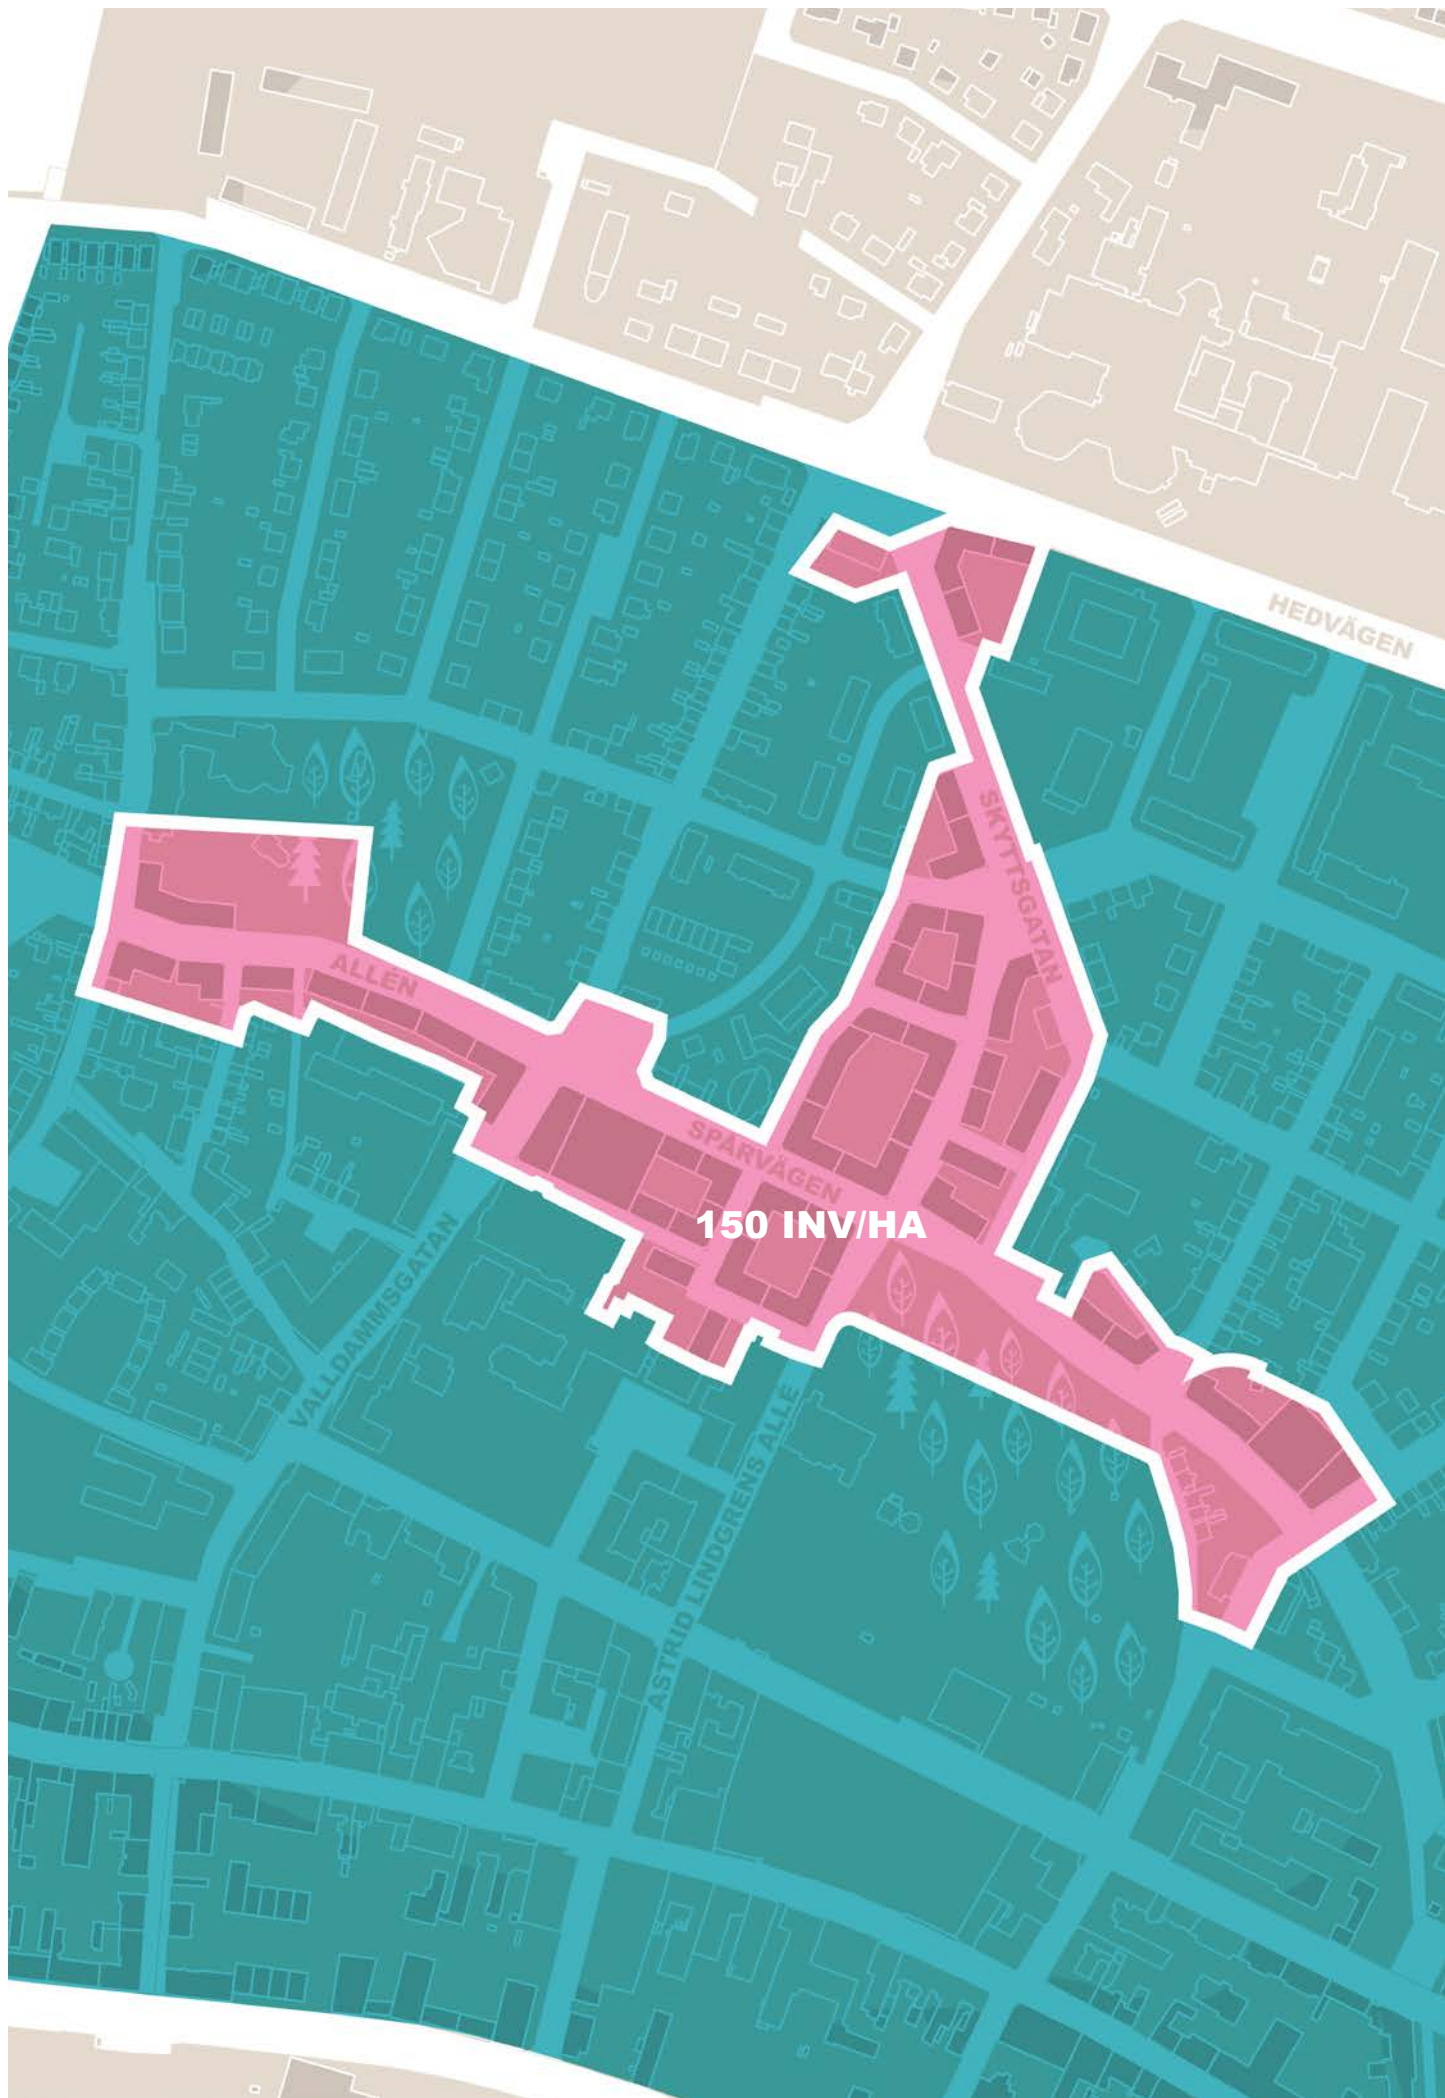 HEDVÄGEN
SKYTTSGATAN
ALLÉN
SPÅRVÄGEN
150 INV/HA
VALLDAMMSGATAN
ASTRID LINDGRENS ALLÉ